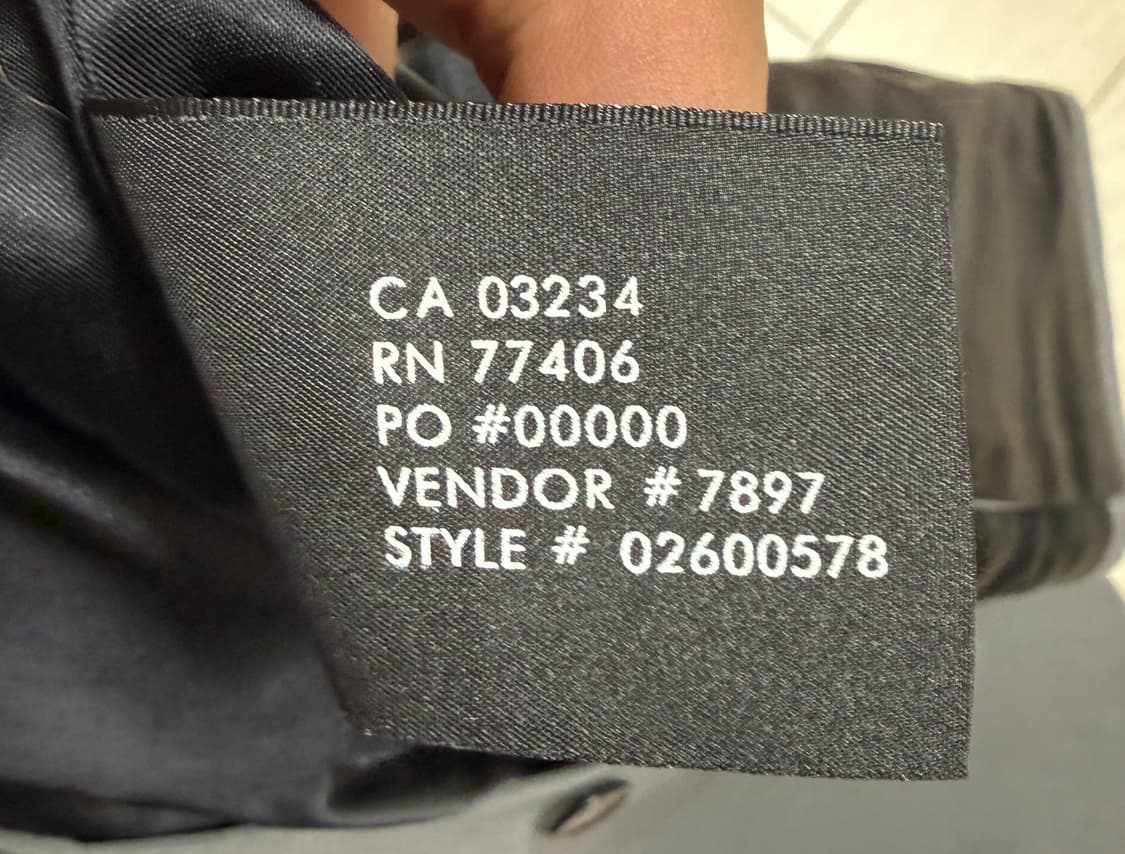 CA 03234
RN 77406
PO #00000
VENDOR # 7897
STYLE # 02600578